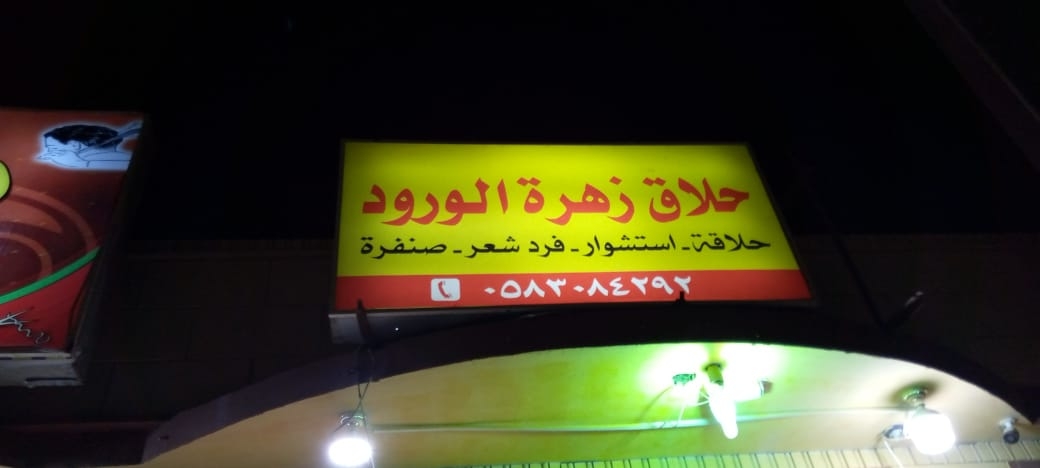 حلاق زهرة الورود
حلاقة - استشوار - فرد شعر - صنفرة
٠٥٨٣٠٨٤٢٩٢